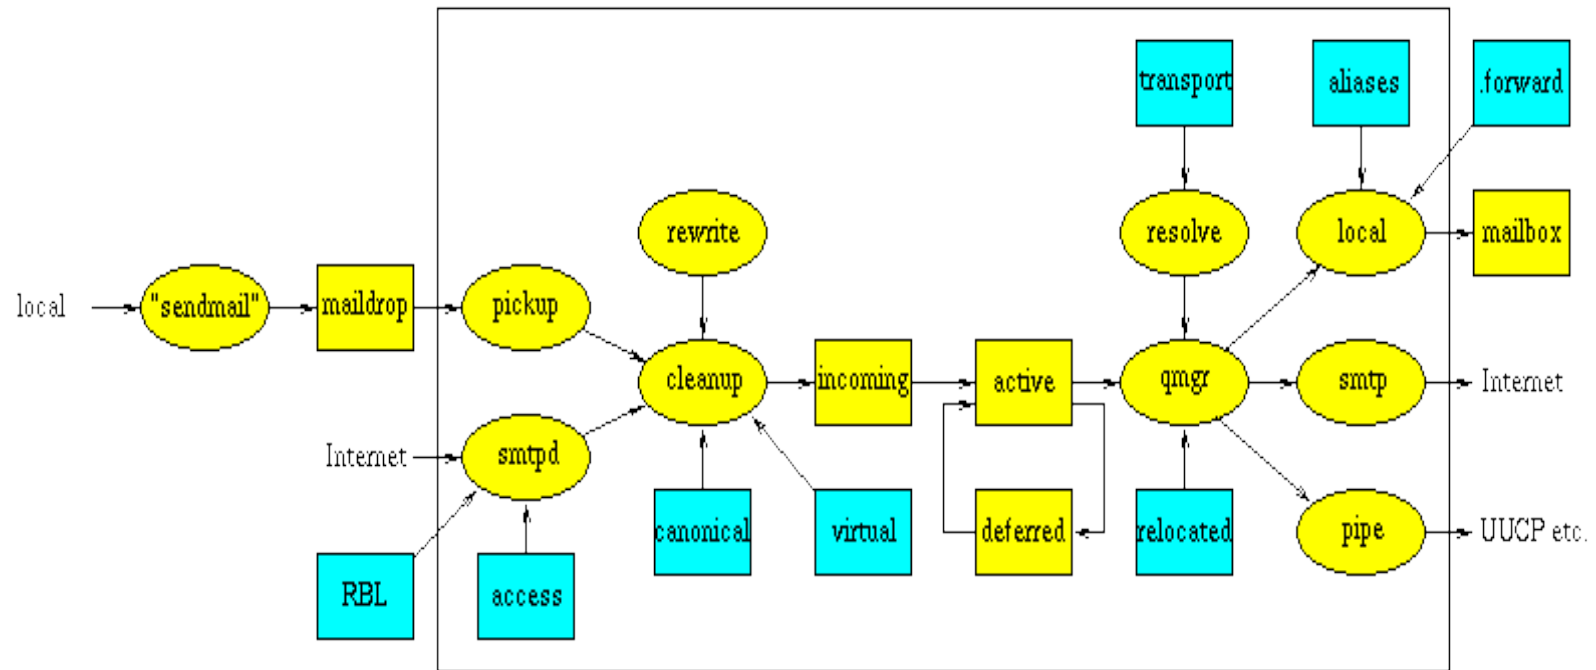 transport
aliases
.forward
rewrite
resolve
local
mailbox
local
"sendmail"
maildrop
pickup
cleanup
incoming
active
qmgr
smtp
Internet
Internet
smtpd
canonical
virtual
deferred
relocated
pipe
UUCP etc.
RBL
access